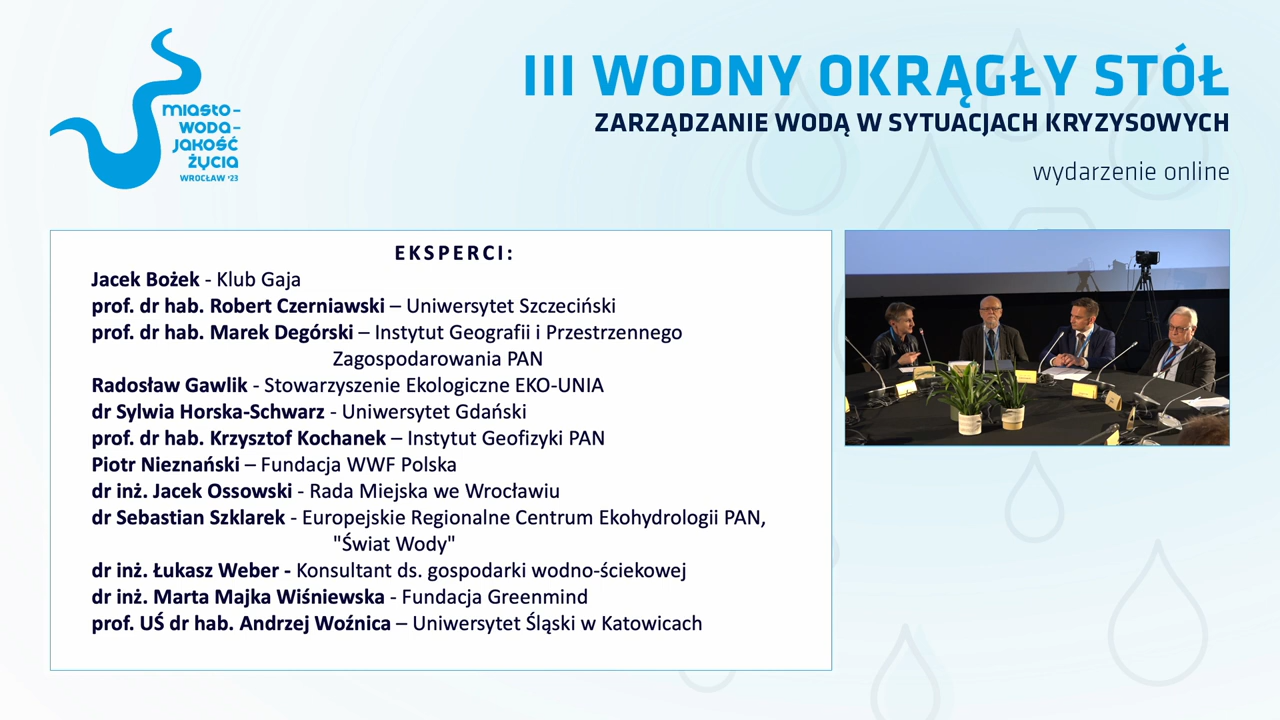 miasto-
woda-
jakość
życia
WROCŁAW '23
III WODNY OKRĄGŁY STÓŁ
ZARZĄDZANIE WODĄ W SYTUACJACH KRYZYSOWYCH
wydarzenie online
EKSPERCI:
Jacek Bożek - Klub Gaja
prof. dr hab. Robert Czerniawski – Uniwersytet Szczeciński
prof. dr hab. Marek Degórski – Instytut Geografii i Przestrzennego
Zagospodarowania PAN
Radosław Gawlik - Stowarzyszenie Ekologiczne EKO-UNIA
dr Sylwia Horska-Schwarz - Uniwersytet Gdański
prof. dr hab. Krzysztof Kochanek – Instytut Geofizyki PAN
Piotr Nieznański – Fundacja WWF Polska
dr inż. Jacek Ossowski - Rada Miejska we Wrocławiu
dr Sebastian Szklarek - Europejskie Regionalne Centrum Ekohydrologii PAN,
"Świat Wody"
dr inż. Łukasz Weber - Konsultant ds. gospodarki wodno-ściekowej
dr inż. Marta Majka Wiśniewska - Fundacja Greenmind
prof. UŚ dr hab. Andrzej Woźnica – Uniwersytet Śląski w Katowicach